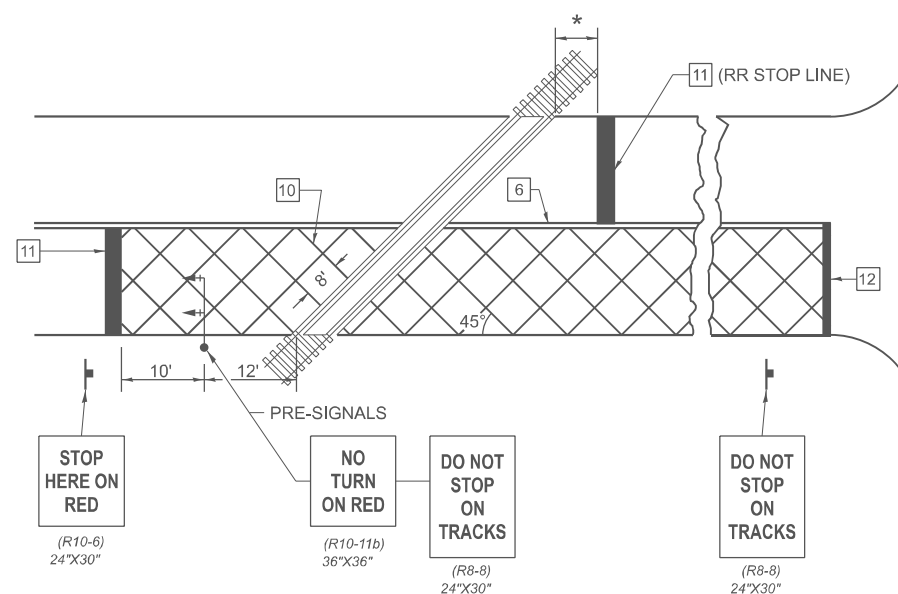 *
11 (RR STOP LINE)
10
6
11
8'
12
45°
10'
12'
PRE-SIGNALS
STOP
HERE ON
RED
(R10-6)
24"X30"
NO
TURN
ON RED
(R10-11b)
36"X36"
DO NOT
STOP
ON
TRACKS
(R8-8)
24"X30"
DO NOT
STOP
ON
TRACKS
(R8-8)
24"X30"